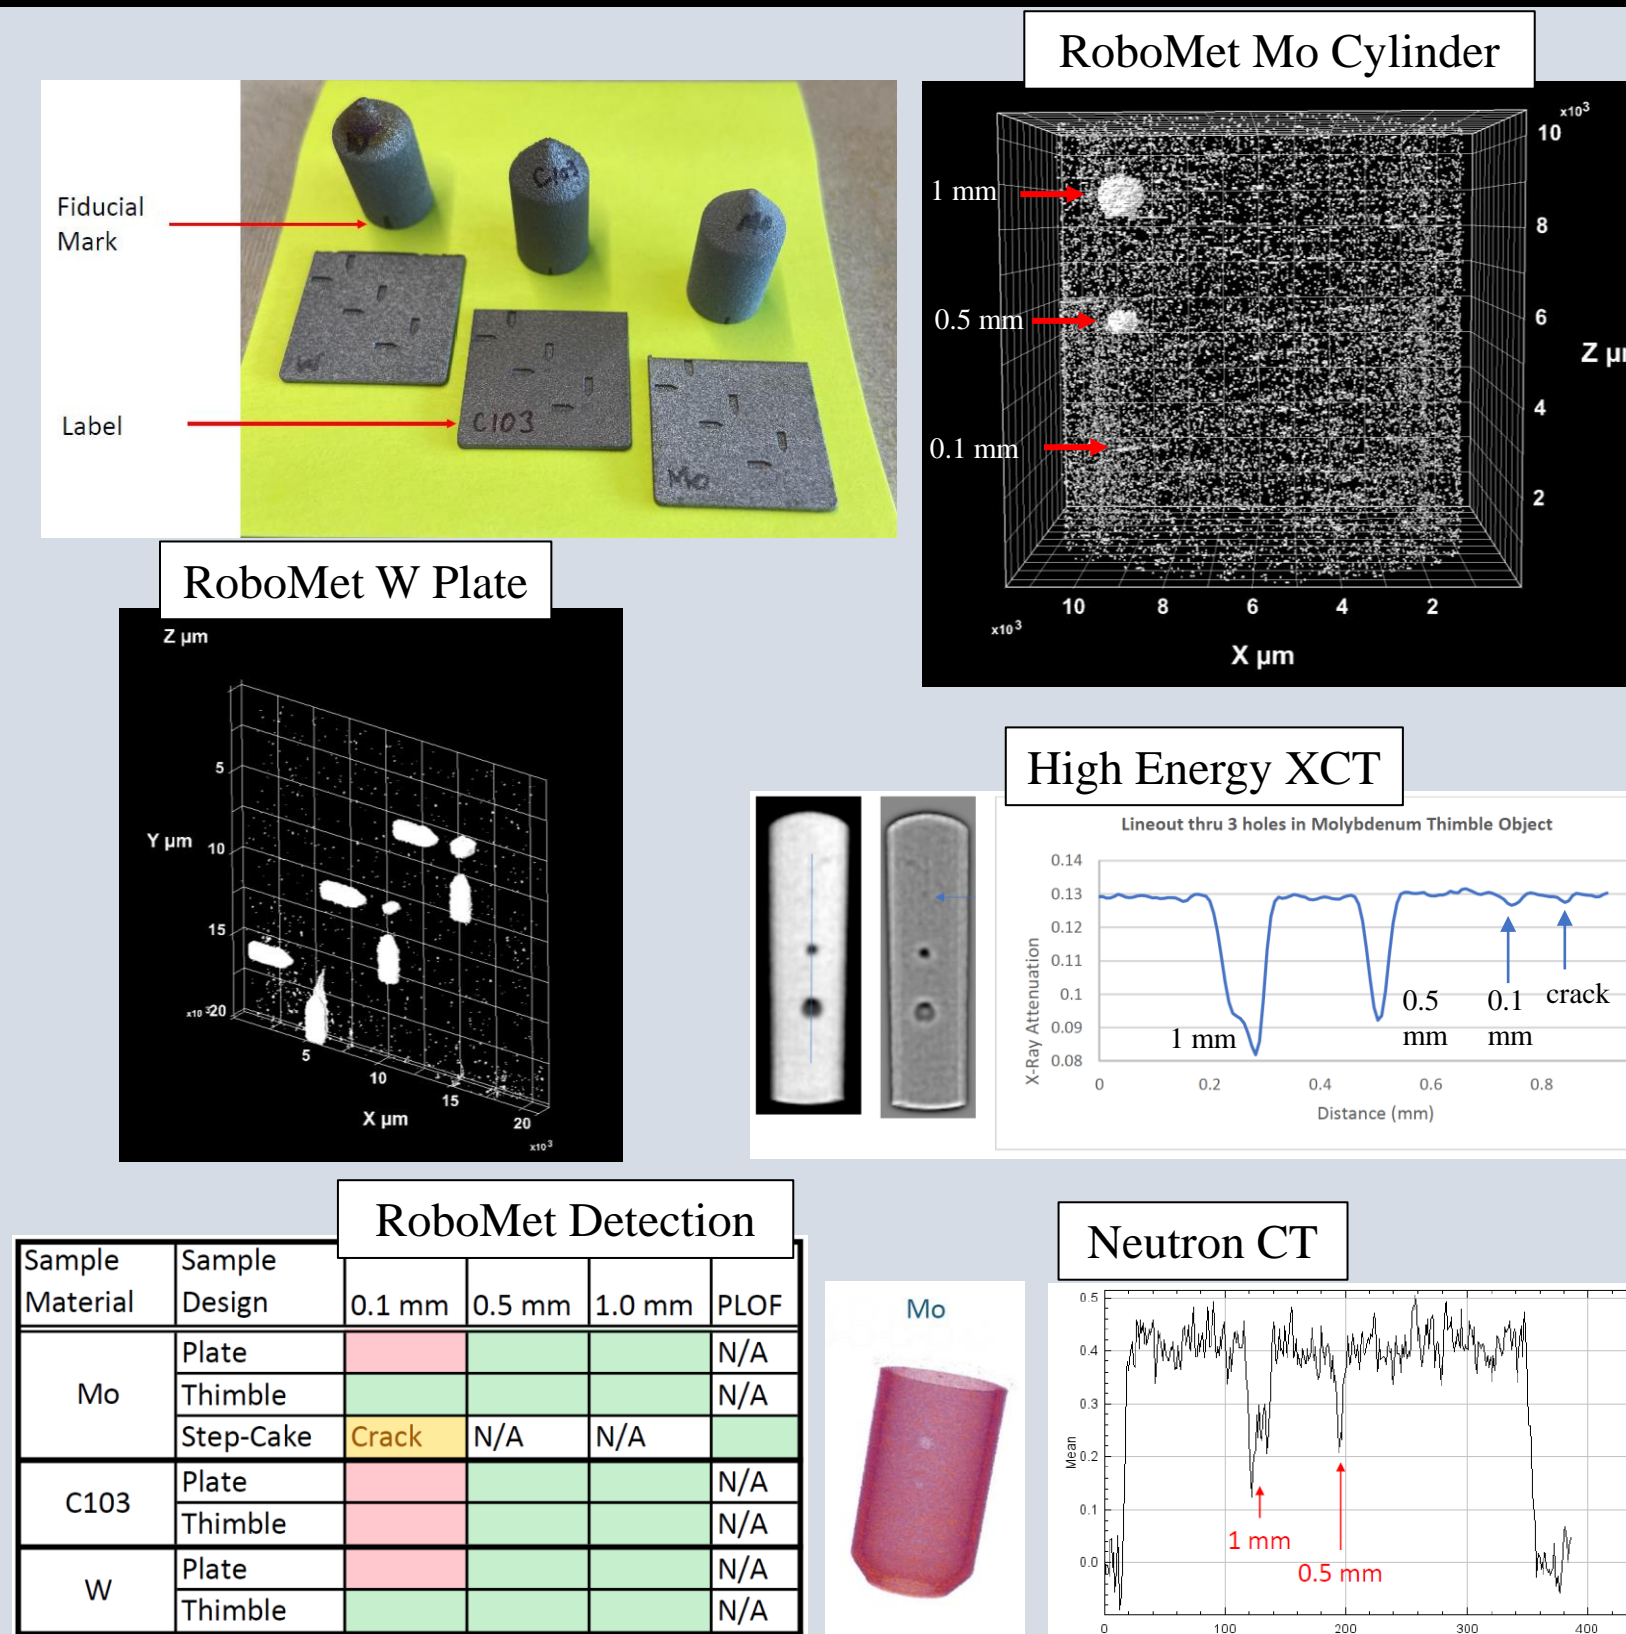 RoboMet Mo Cylinder
Fiducial
Mark
Label
W
C103
Mo
C103
Mo
1 mm
0.5 mm
0.1 mm
x10³
10
8
6
4
2
Z µm
10 8 6 4 2
x10³
X µm
RoboMet W Plate
Z µm
5
Y µm 10
15
x10³ 20
5
10
15
20
x10³
X µm
High Energy XCT
Lineout thru 3 holes in Molybdenum Thimble Object
X-Ray Attenuation
0.14
0.13
0.12
0.11
0.1
0.09
0.08
0 0.2 0.4 0.6 0.8
Distance (mm)
1 mm
0.5
mm
0.1
mm
crack
RoboMet Detection
Sample Material Sample Design 0.1 mm 0.5 mm 1.0 mm PLOF
Mo Plate N/A
Thimble N/A
Step-Cake Crack N/A N/A
C103 Plate N/A
Thimble N/A
W Plate N/A
Thimble N/A
Mo
Neutron CT
Mean
0.5
0.4
0.3
0.2
0.1
0.0
0 100 200 300 400
1 mm
0.5 mm